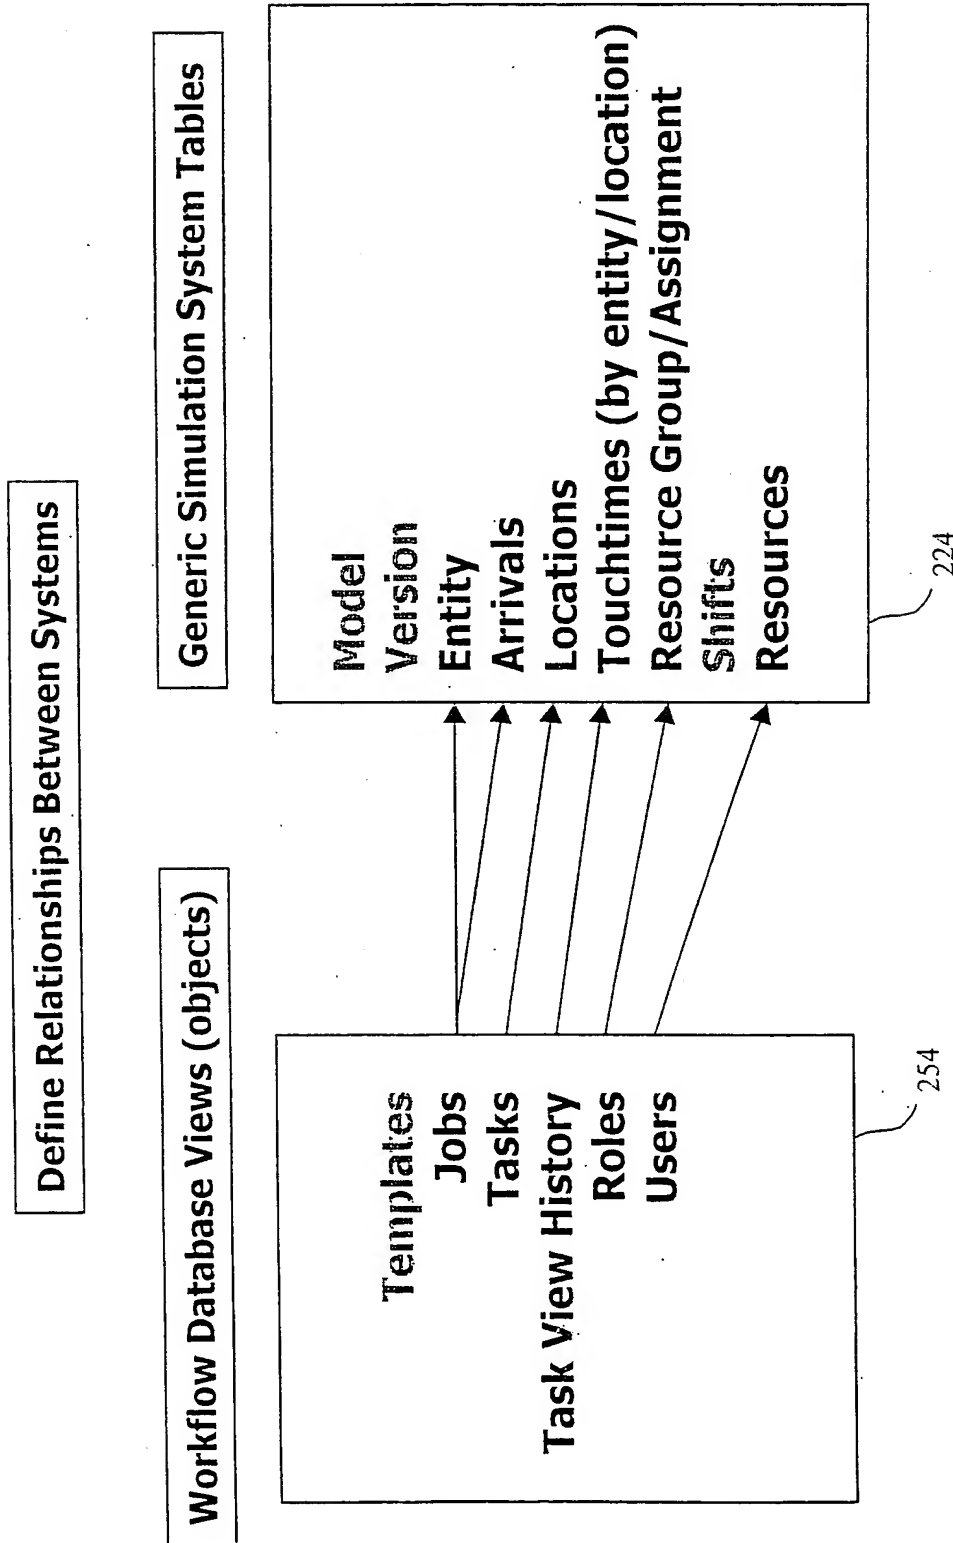 Define Relationships Between Systems
Workflow Database Views (objects)
Generic Simulation System Tables
Templates
Jobs
Tasks
Task View History
Roles
Users
254
Model
Version
Entity
Arrivals
Locations
Touchtimes (by entity/location)
Resource Group/Assignment
Shifts
Resources
224